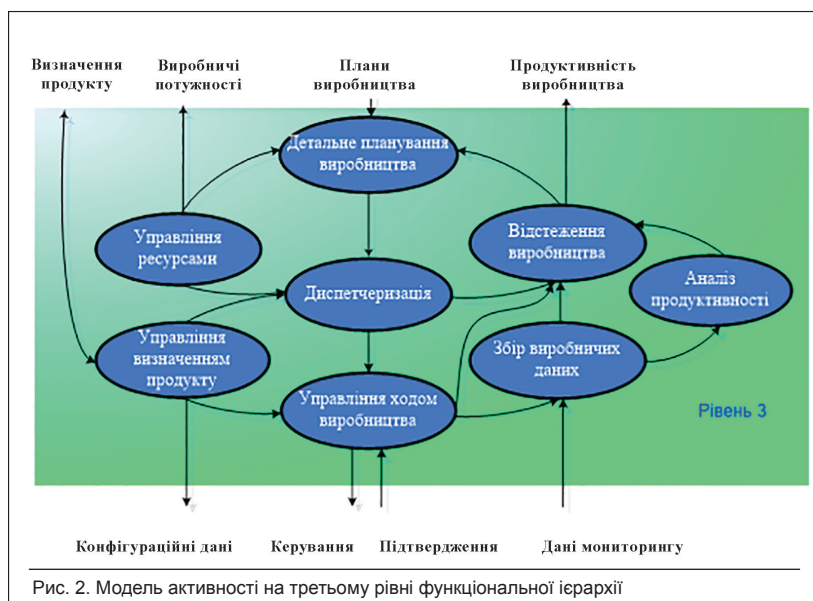 Визначення
продукту
Виробничі
потужності
Плани
виробництва
Продуктивність
виробництва
Детальне планування
виробництва
Управління
ресурсами
Відстеження
виробництва
Диспетчеризація
Аналіз
продуктивності
Управління
визначенням
продукту
Збір виробничих
даних
Управління ходом
виробництва
Рівень 3
Конфігураційні дані
Керування
Підтвердження
Дані мониторингу
Рис. 2. Модель активності на третьому рівні функціональної ієрархії